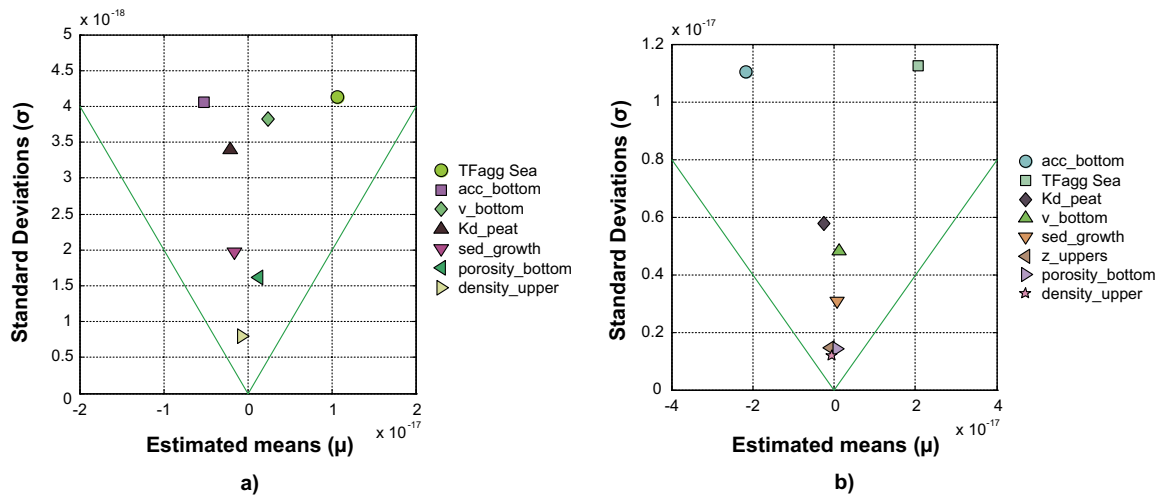 x 10⁻¹⁸
5
4.5
4
3.5
3
2.5
2
1.5
1
0.5
0
-2
-1
0
1
2
x 10⁻¹⁷
Standard Deviations (σ)
Estimated means (μ)
TFagg Sea
acc_bottom
v_bottom
Kd_peat
sed_growth
porosity_bottom
density_upper
a)
x 10⁻¹⁷
1.2
1
0.8
0.6
0.4
0.2
0
-4
-2
0
2
4
x 10⁻¹⁷
Standard Deviations (σ)
Estimated means (μ)
acc_bottom
TFagg Sea
Kd_peat
v_bottom
sed_growth
z_uppers
porosity_bottom
density_upper
b)